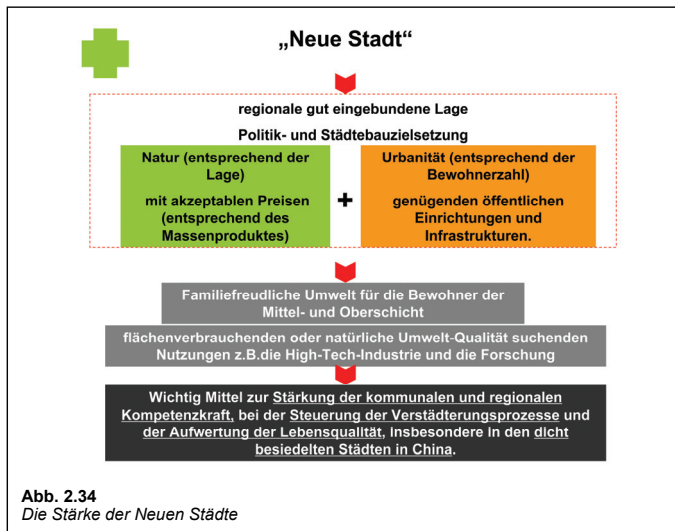 „Neue Stadt“
regionale gut eingebundene Lage
Politik- und Städtebauzielsetzung
Natur (entsprechend der
Lage)
mit akzeptablen Preisen
(entsprechend des
Massenproduktes)
+
Urbanität (entsprechend der
Bewohnerzahl)
genügenden öffentlichen
Einrichtungen und
Infrastrukturen.
Familiefreudliche Umwelt für die Bewohner der
Mittel- und Oberschicht
flächenverbrauchenden oder natürliche Umwelt-Qualität suchenden
Nutzungen z.B.die High-Tech-Industrie und die Forschung
Wichtig Mittel zur Stärkung der kommunalen und regionalen
Kompetenzkraft, bei der Steuerung der Verstädterungsprozesse und
der Aufwertung der Lebensqualität, insbesondere in den dicht
besiedelten Städten in China.
Abb. 2.34
Die Stärke der Neuen Städte